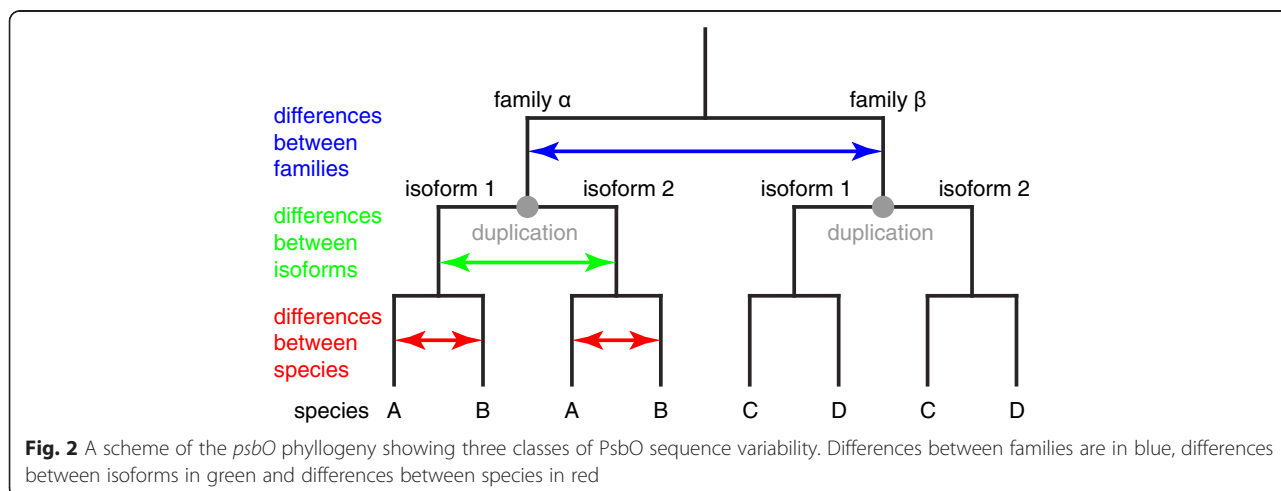 family α family β
differences
between
families
isoform 1 isoform 2 isoform 1 isoform 2
differences
between
isoforms
duplication duplication
differences
between
species
species A B A B C D C D
Fig. 2 A scheme of the psbO phyllogeny showing three classes of PsbO sequence variability. Differences between families are in blue, differences
between isoforms in green and differences between species in red